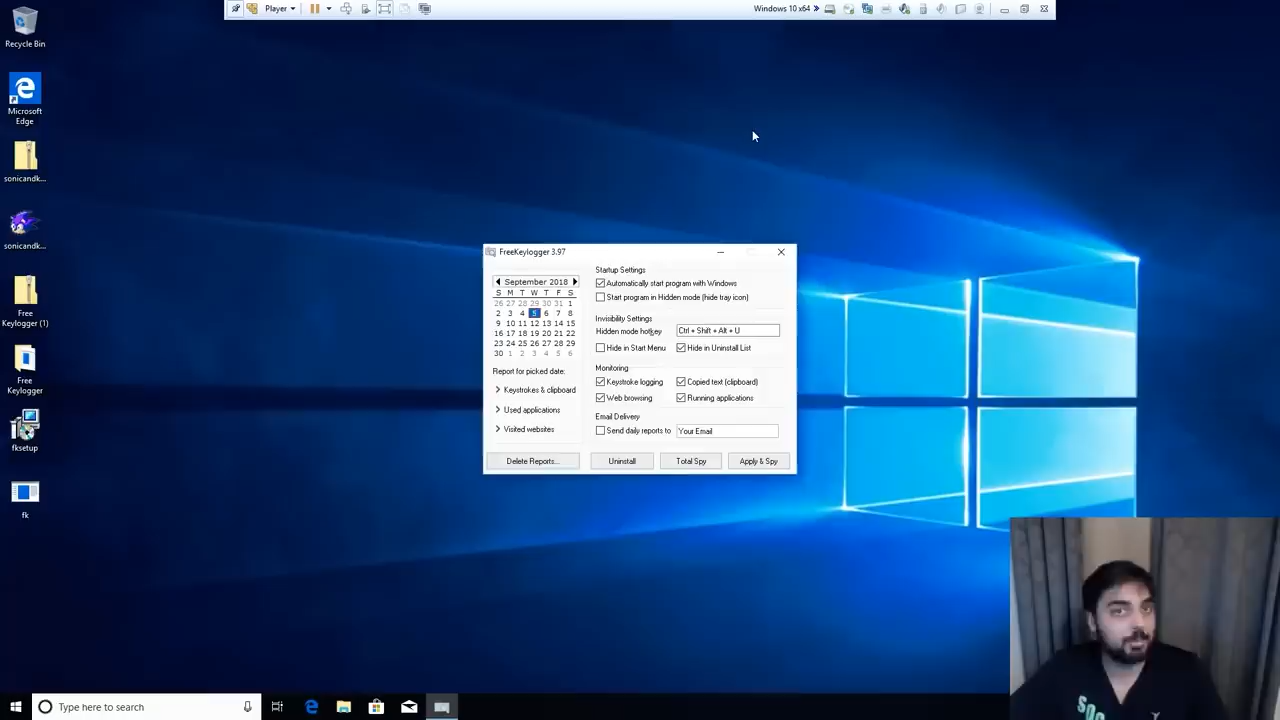 Player
Windows 10 x64
Recycle Bin
Microsoft
Edge
sonicandk...
sonicandk...
Free
Keylogger (1)
Free
Keylogger
fksetup
fk
FreeKeylogger 3.97
September 2018
S M T W T F S
26 27 28 29 30 31 1
2 3 4 5 6 7 8
9 10 11 12 13 14 15
16 17 18 19 20 21 22
23 24 25 26 27 28 29
30 1 2 3 4 5 6
Report for picked date:
Keystrokes & clipboard
Used applications
Visited websites
Delete Reports...
Startup Settings
Automatically start program with Windows
Start program in Hidden mode (hide tray icon)
Invisibility Settings
Hidden mode hotkey Ctrl + Shift + Alt + U
Hide in Start Menu Hide in Uninstall List
Monitoring
Keystroke logging Copied text (clipboard)
Web browsing Running applications
Email Delivery
Send daily reports to Your Email
Uninstall Total Spy Apply & Spy
Type here to search